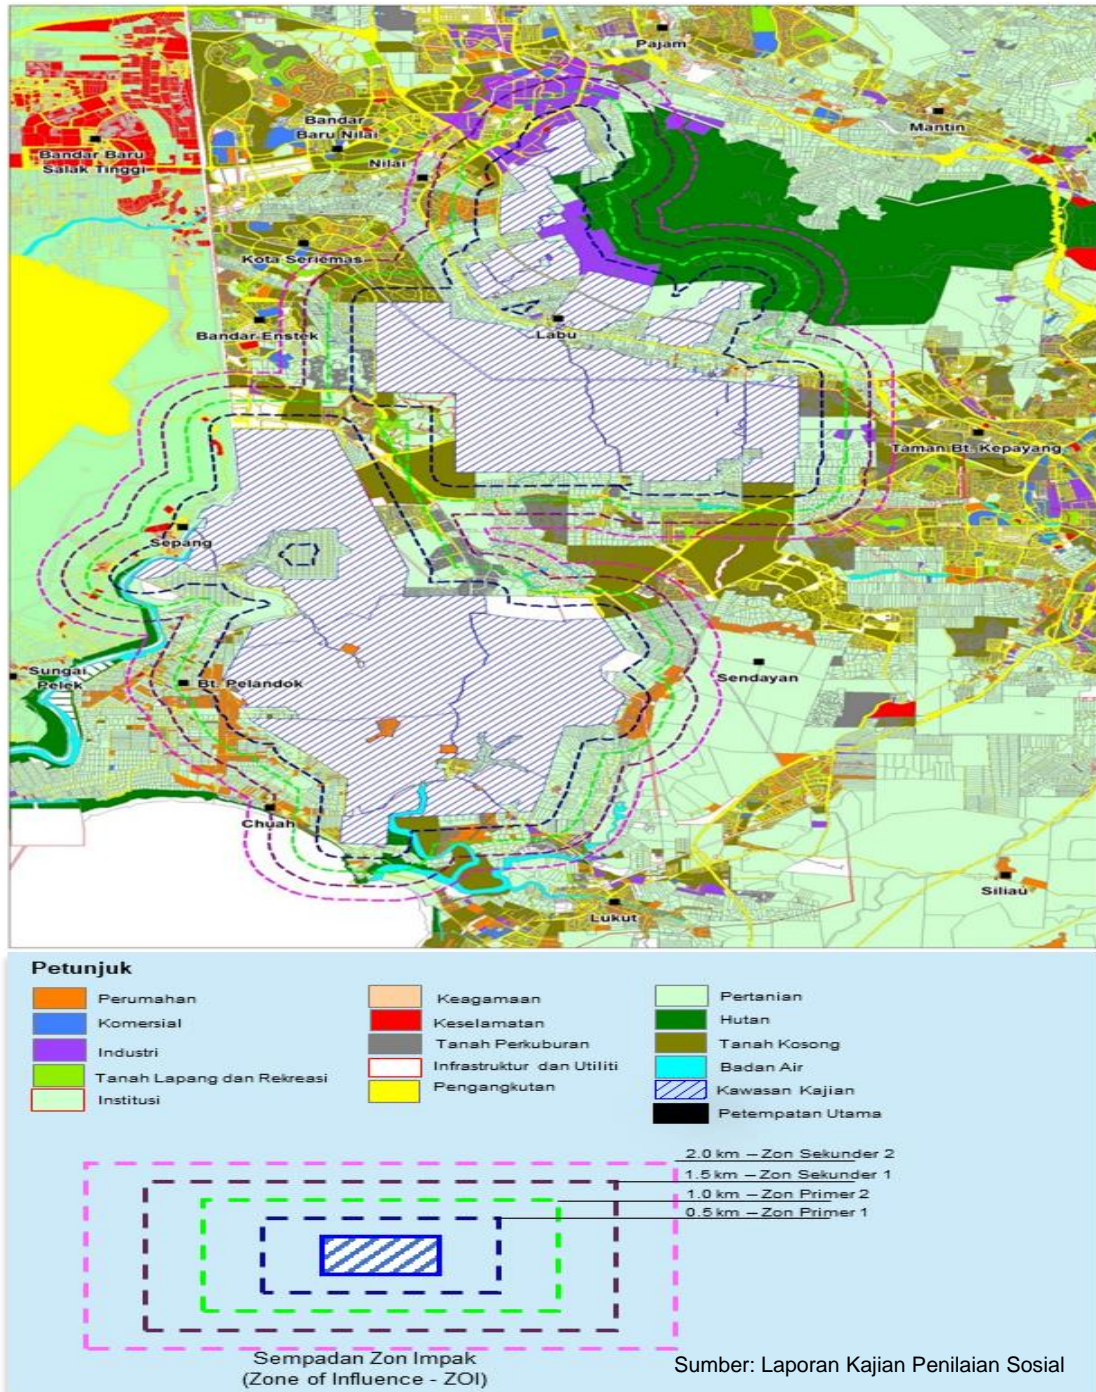 Pajam
Mantin
Bandar
Baru Nilai
Bandar Baru
Salak Tinggi
Nilai
Kota Seriemas
Bandar Enstek
Labu
Taman Bt. Kepayang
Sepang
Sungai
Pelek
Bt. Pelandok
Sendayan
Chuah
Siliau
Lukut
Petunjuk
Perumahan
Komersial
Industri
Tanah Lapang dan Rekreasi
Institusi
Keagamaan
Keselamatan
Tanah Perkuburan
Infrastruktur dan Utiliti
Pengangkutan
Pertanian
Hutan
Tanah Kosong
Badan Air
Kawasan Kajian
Petempatan Utama
2.0 km – Zon Sekunder 2
1.5 km – Zon Sekunder 1
1.0 km – Zon Primer 2
0.5 km – Zon Primer 1
Sempadan Zon Impak
(Zone of Influence - ZOI)
Sumber: Laporan Kajian Penilaian Sosial